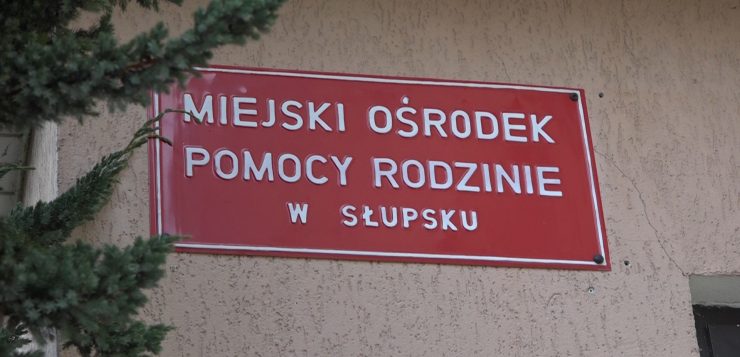 MIEJSKI OŚRODEK
POMOCY RODZINIE
W SŁUPSKU